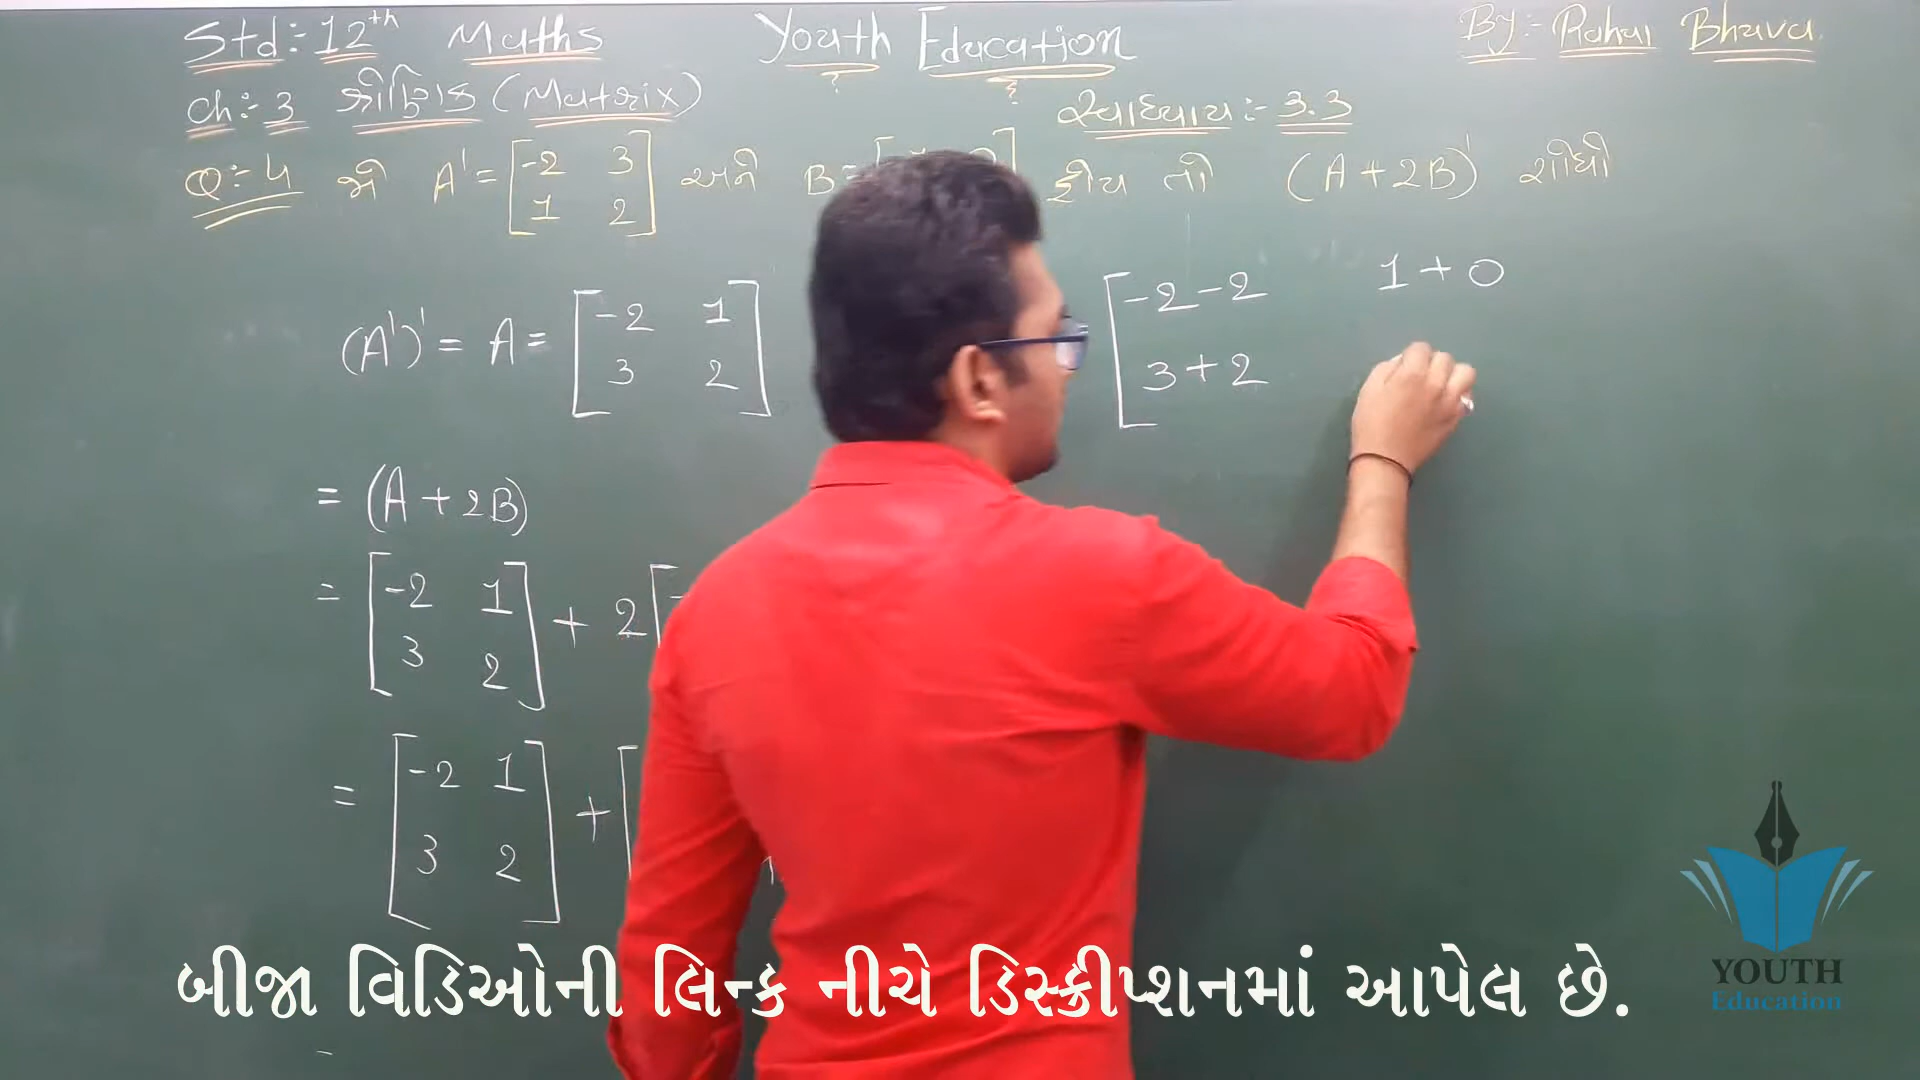 Std:- 12th Maths Youth Education By:- Rahul Bhuva
Ch:- 3 શ્રેણિક (Matrix) સ્વાધ્યાય:- 3.3
Q:- 4 જો A' = [-2 3 અને B = હોય તો (A + 2B)' શોધો
1 2]
(A')' = A = [-2 1
3 2]
[-2-2 1+0
3+2
= (A + 2B)
= [-2 1 + 2[
3 2]
= [-2 1 + [
3 2]
બીજા વિડિઓની લિન્ક નીચે ડિસ્ક્રીપ્શનમાં આપેલ છે.
YOUTH
Education